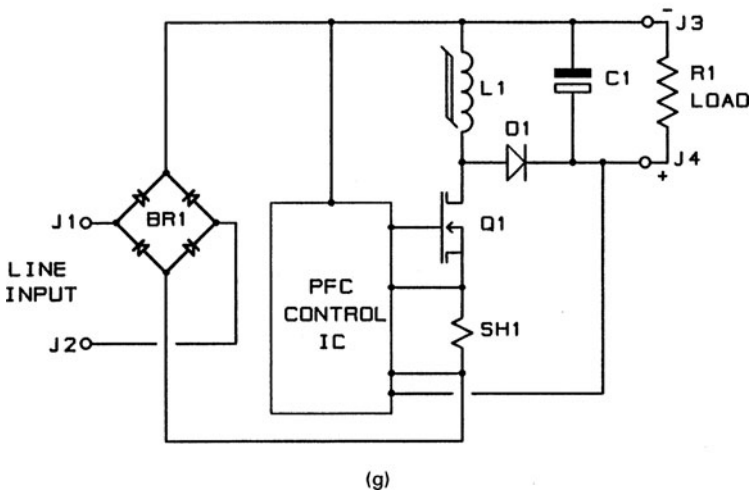 - J3
L1
C1
R1
LOAD
D1
J4
+
J1
BR1
Q1
LINE
INPUT
PFC
CONTROL
IC
SH1
J2
(g)